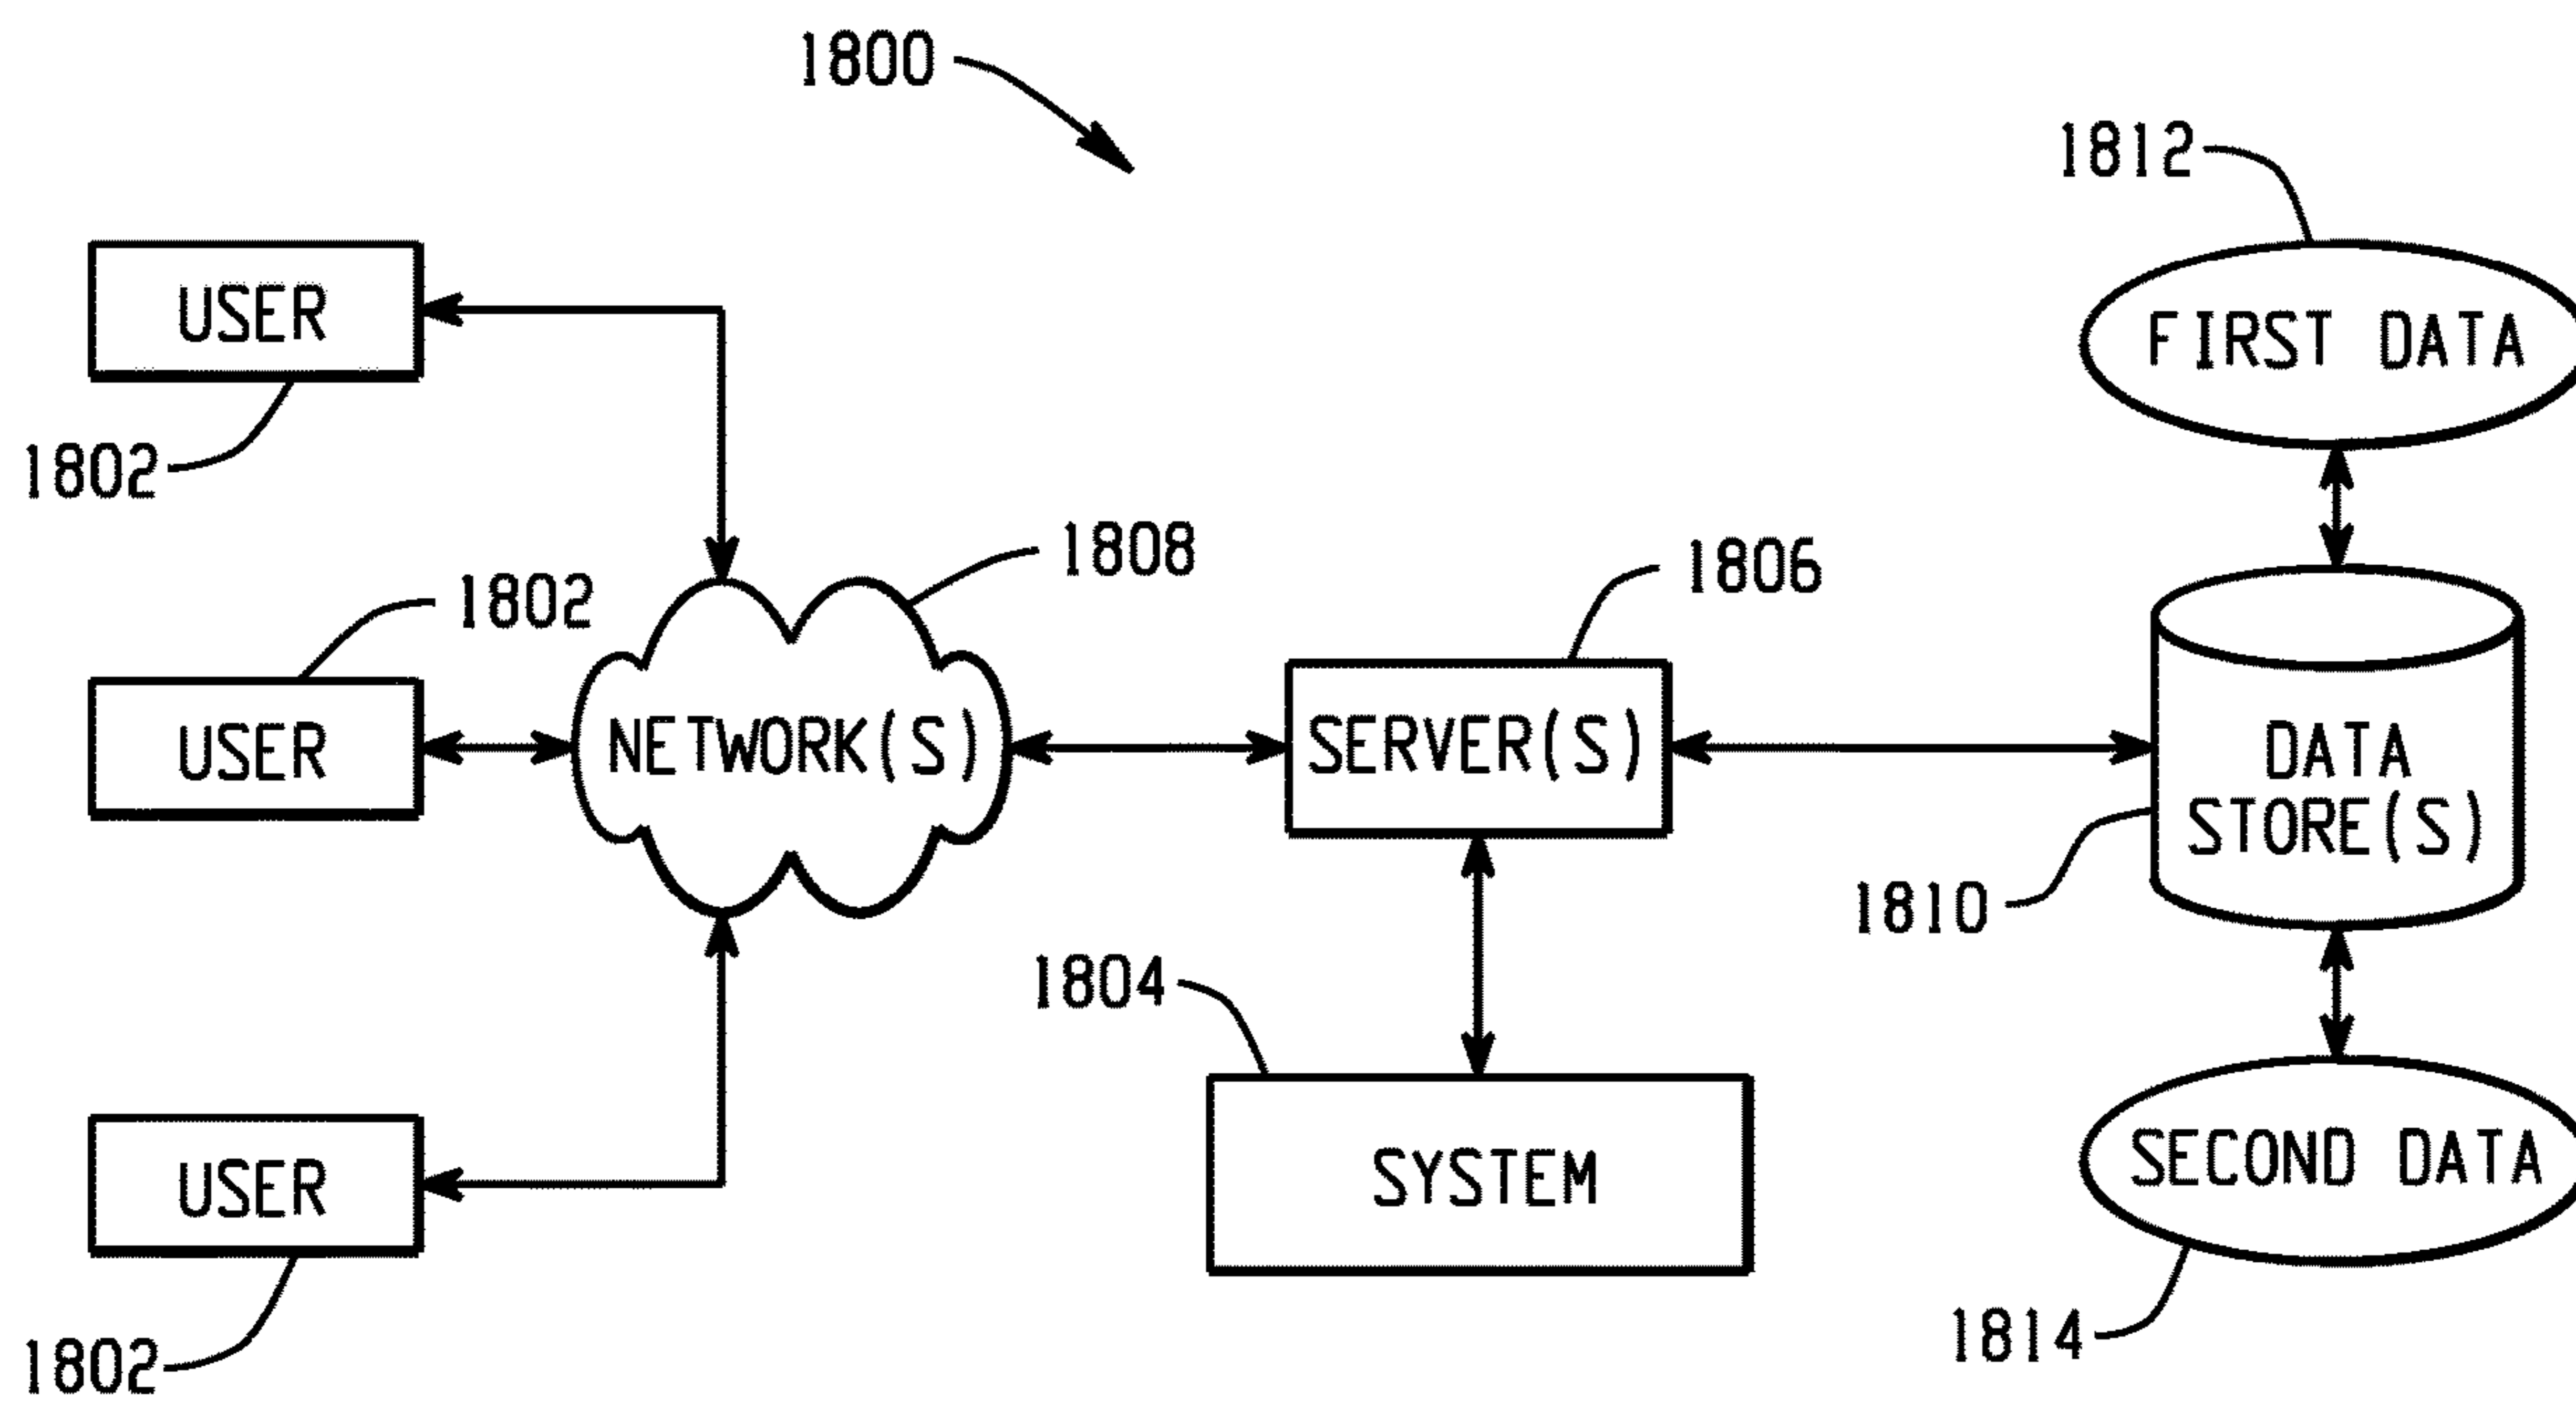 1800
1812
USER
FIRST DATA
1802
1808
1806
1802
USER
NETWORK(S)
SERVER(S)
DATA
STORE(S)
1810
1804
USER
SYSTEM
SECOND DATA
1814
1802